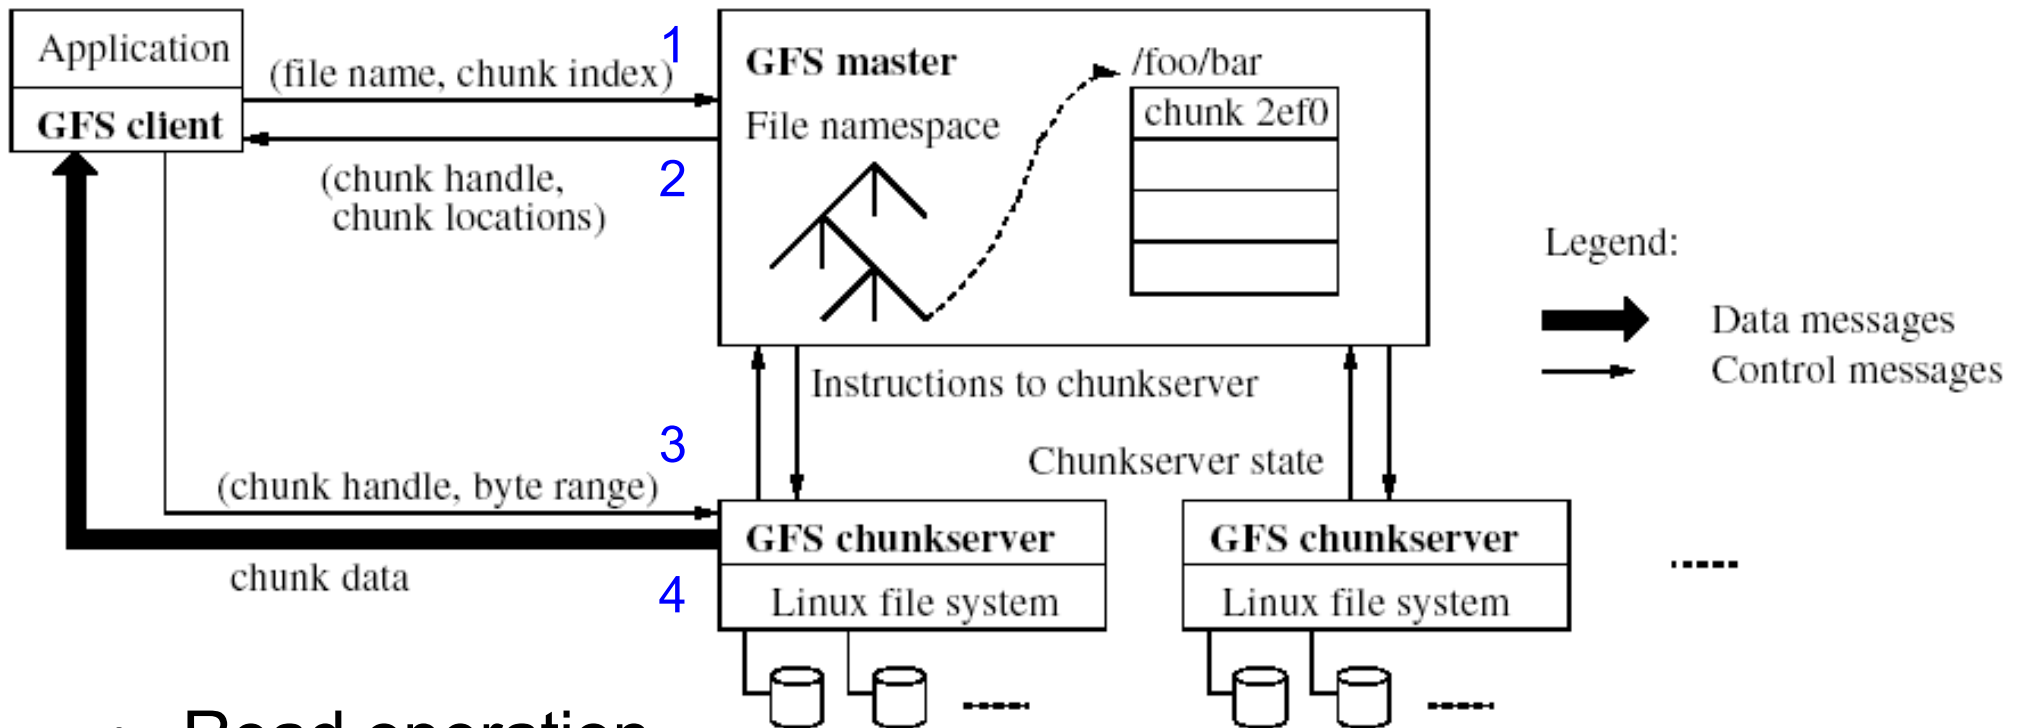 Application
GFS client
(file name, chunk index)
1
(chunk handle,
chunk locations)
2
GFS master
File namespace
/foo/bar
chunk 2ef0
Legend:
Data messages
Control messages
Instructions to chunkserver
Chunkserver state
3
(chunk handle, byte range)
chunk data
4
GFS chunkserver
Linux file system
GFS chunkserver
Linux file system
Read operation